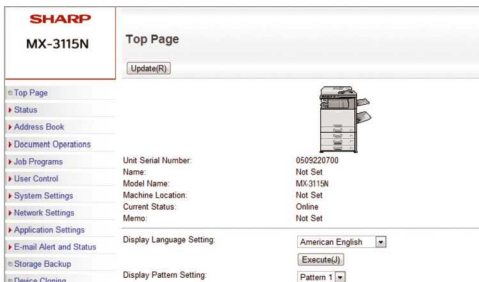 SHARP
MX-3115N
Top Page
Update(R)
Top Page
Status
Address Book
Document Operations
Job Programs
User Control
System Settings
Network Settings
Application Settings
E-mail Alert and Status
Storage Backup
Device Cloning
Unit Serial Number: 0509220700
Name: Not Set
Model Name: MX-3115N
Machine Location: Not Set
Current Status: Online
Memo: Not Set
Display Language Setting: American English
Execute(J)
Display Pattern Setting: Pattern 1